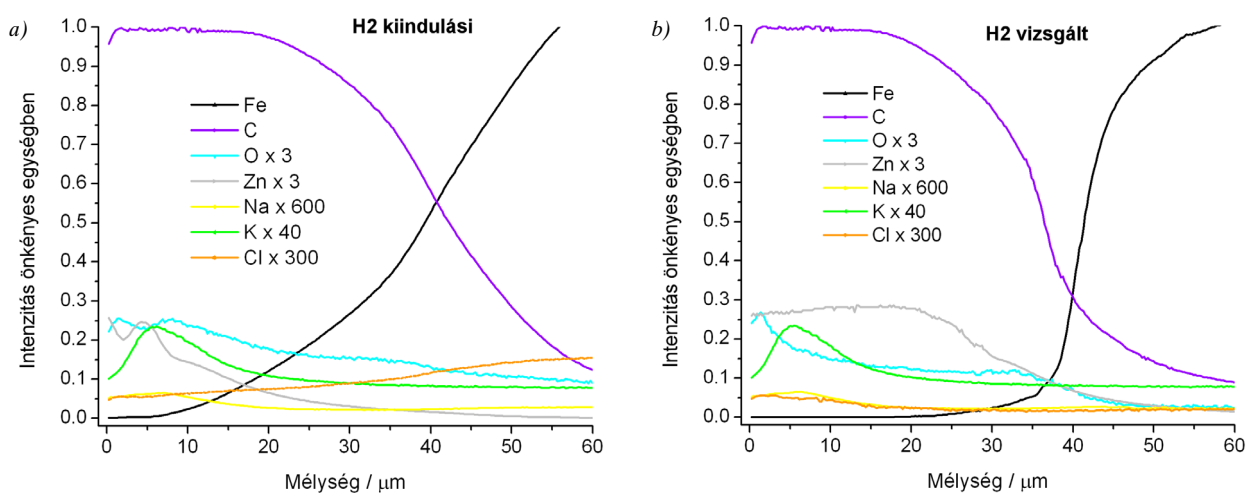 a)
H2 kiindulási
Intenzitás önkényes egységben
1.0
0.9
0.8
0.7
0.6
0.5
0.4
0.3
0.2
0.1
0.0
Fe
C
O x 3
Zn x 3
Na x 600
K x 40
Cl x 300
0 10 20 30 40 50 60
Mélység / µm
b)
H2 vizsgált
Intenzitás önkényes egységben
1.0
0.9
0.8
0.7
0.6
0.5
0.4
0.3
0.2
0.1
0.0
Fe
C
O x 3
Zn x 3
Na x 600
K x 40
Cl x 300
0 10 20 30 40 50 60
Mélység / µm